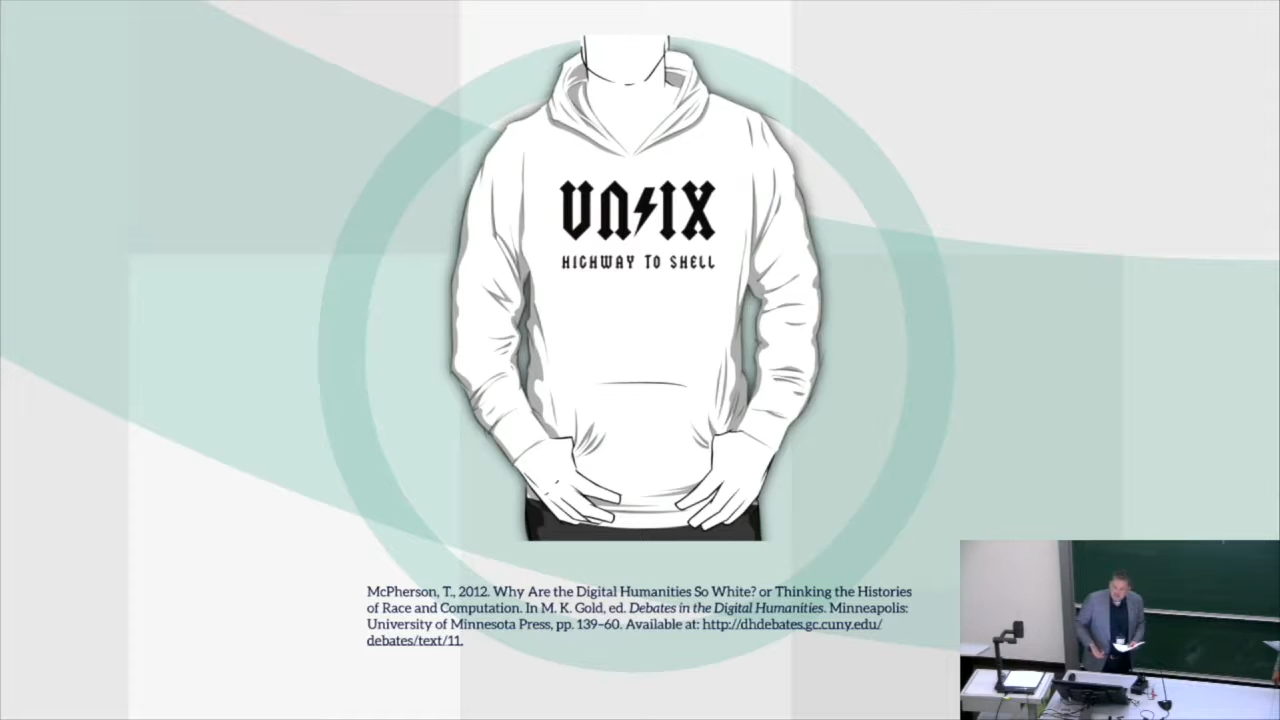 UN⚡IX
HIGHWAY TO SHELL
McPherson, T., 2012. Why Are the Digital Humanities So White? or Thinking the Histories
of Race and Computation. In M. K. Gold, ed. Debates in the Digital Humanities. Minneapolis:
University of Minnesota Press, pp. 139–60. Available at: http://dhdebates.gc.cuny.edu/
debates/text/11.